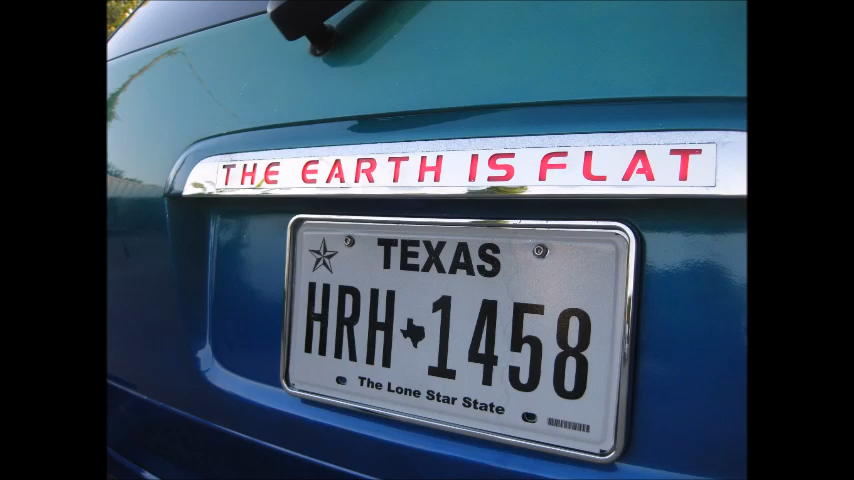 THE EARTH IS FLAT
TEXAS
HRH 1458
The Lone Star State